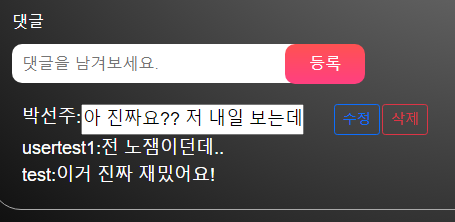 댓글
댓글을 남겨보세요. 등록
박선주:아 진짜요?? 저 내일 보는데 수정 삭제
usertest1:전 노잼이던데..
test:이거 진짜 재밌어요!